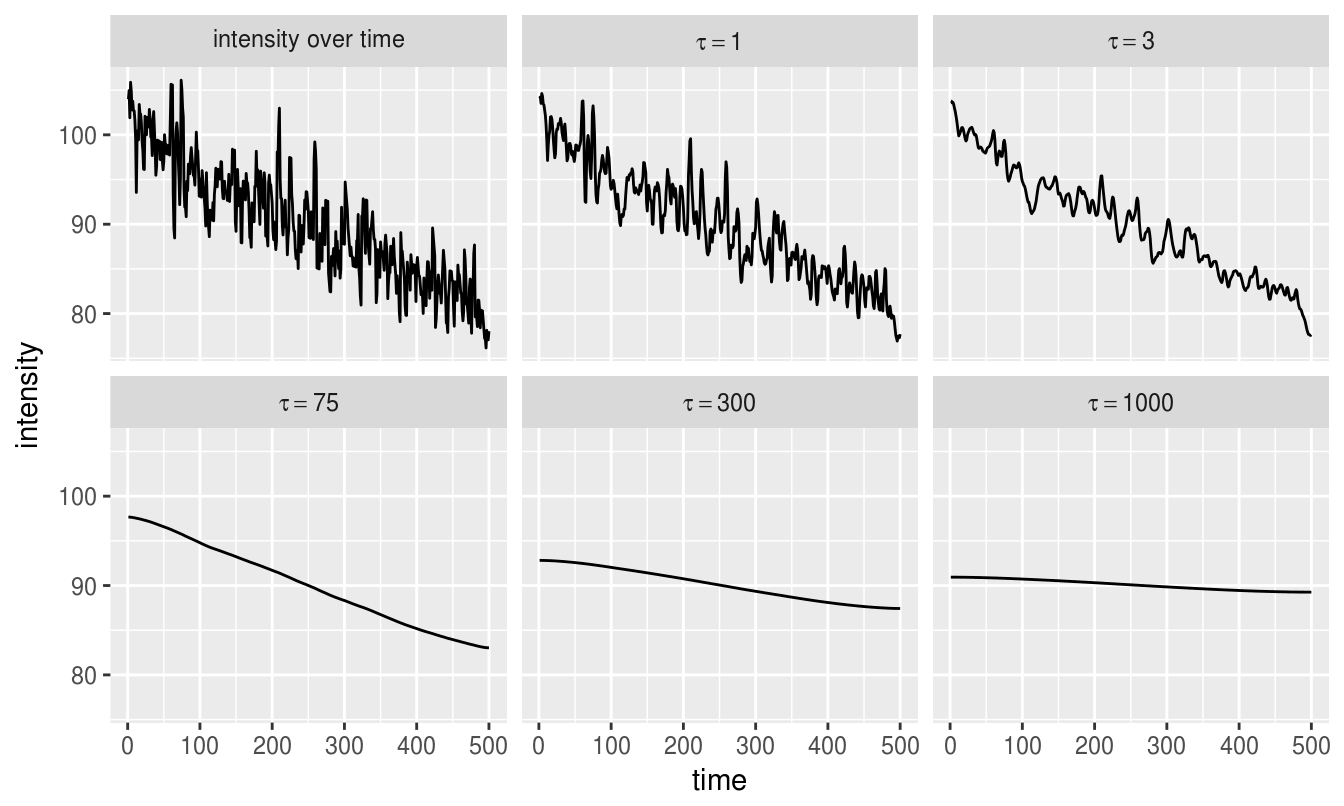 intensity over time
τ = 1
τ = 3
100
90
80
τ = 75
τ = 300
τ = 1000
100
90
80
0 100 200 300 400 500
0 100 200 300 400 500
0 100 200 300 400 500
time
intensity